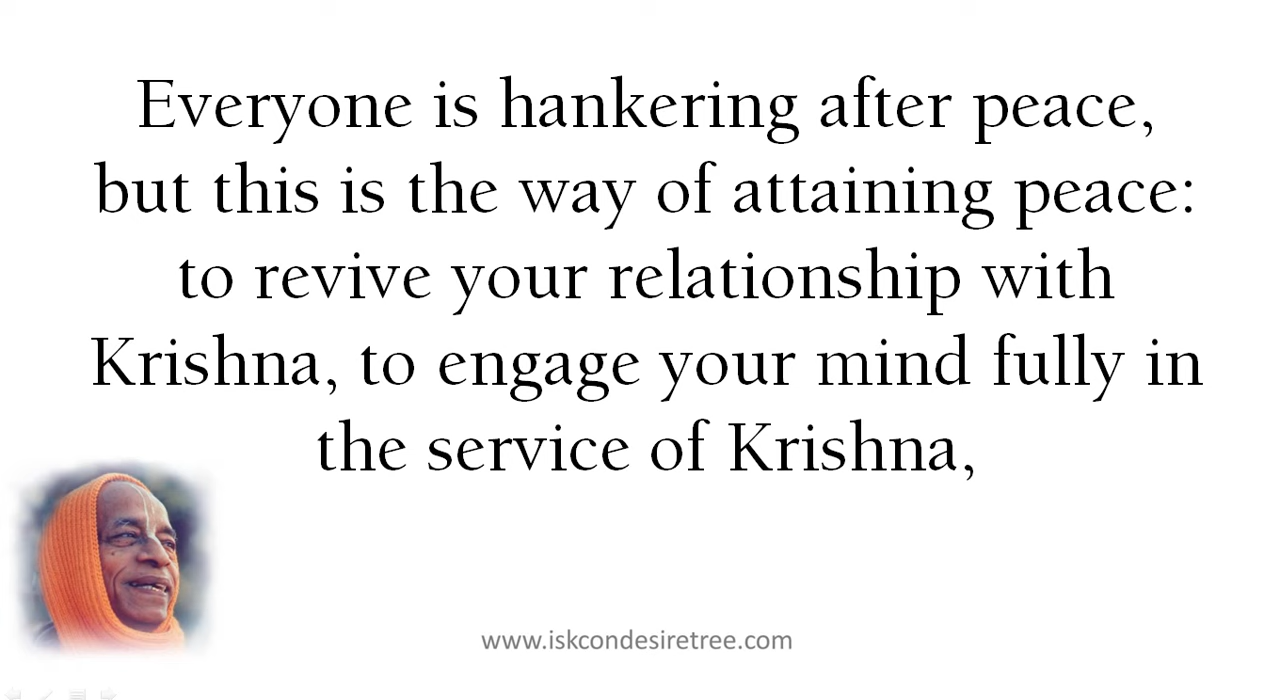 Everyone is hankering after peace,
but this is the way of attaining peace:
to revive your relationship with
Krishna, to engage your mind fully in
the service of Krishna,
www.iskcondesiretree.com